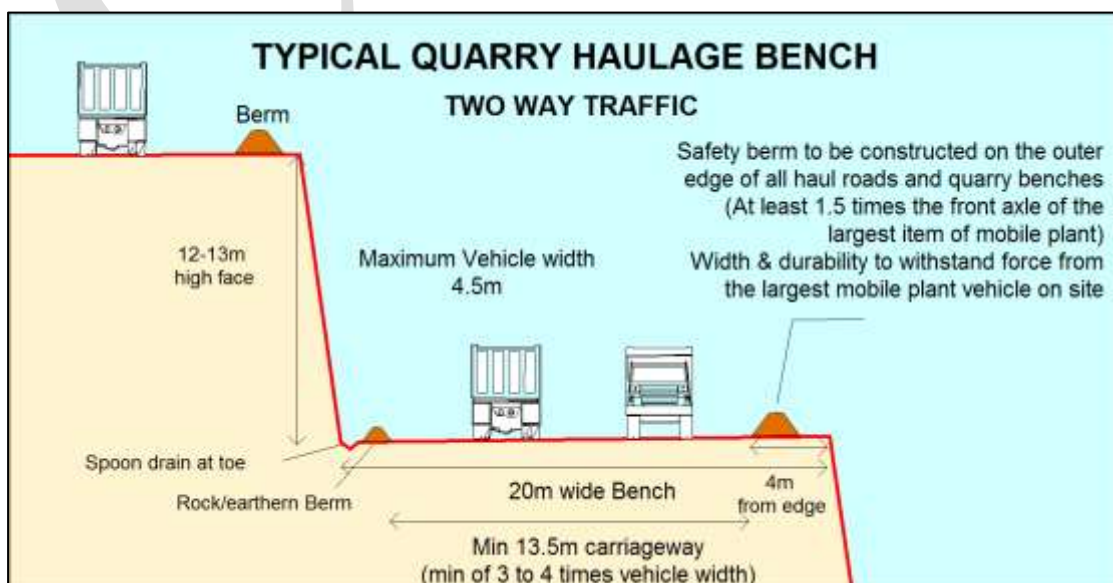 TYPICAL QUARRY HAULAGE BENCH
TWO WAY TRAFFIC
Berm
Safety berm to be constructed on the outer
edge of all haul roads and quarry benches
(At least 1.5 times the front axle of the
largest item of mobile plant)
Width & durability to withstand force from
the largest mobile plant vehicle on site
12-13m
high face
Maximum Vehicle width
4.5m
Spoon drain at toe
Rock/earthern Berm
20m wide Bench
4m
from edge
Min 13.5m carriageway
(min of 3 to 4 times vehicle width)